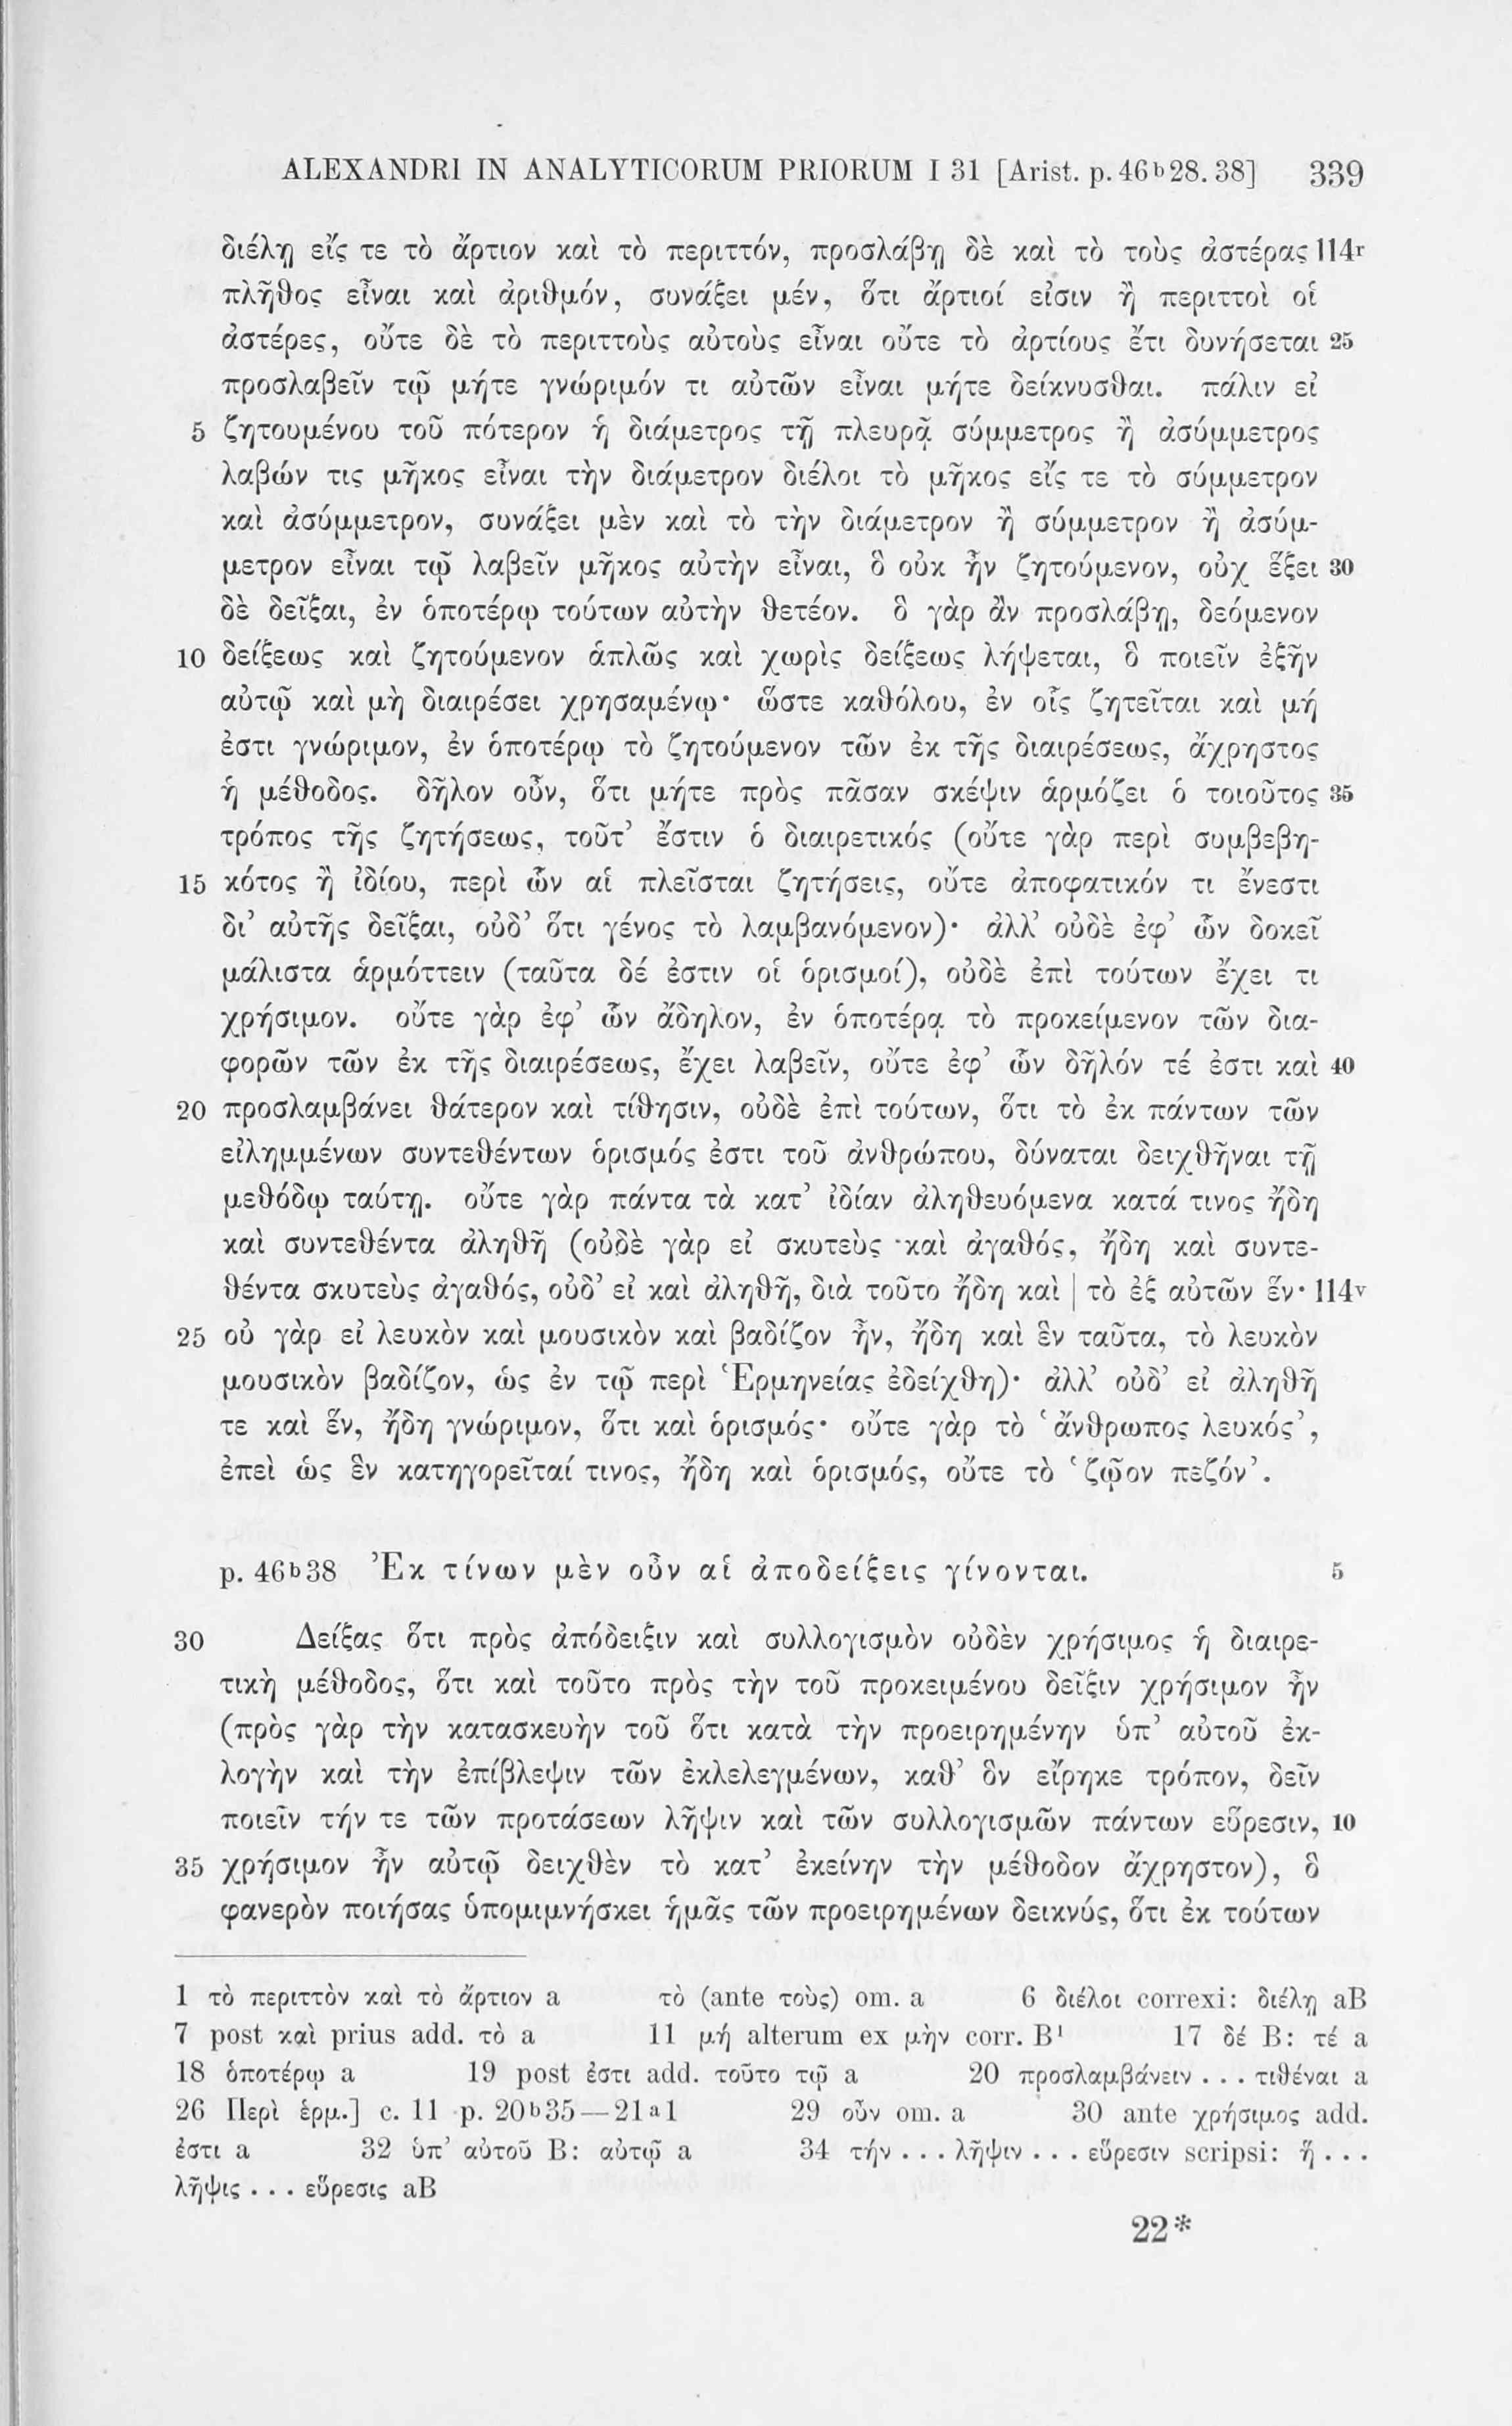 ALEXANDRI IN ANALYTICORUM PRIORUM I 31 [Arist. p. 46b28. 38] 339
διέλῃ εἴς τε τὸ ἄρτιον καὶ τὸ περιττόν, προσλάβῃ δὲ καὶ τὸ τοὺς ἀστέρας 114r
πλῆθος εἶναι καὶ ἀριθμόν, συνάξει μέν, ὅτι ἄρτιοί εἰσιν ἢ περιττοὶ οἱ
ἀστέρες, οὔτε δὲ τὸ περιττοὺς αὐτοὺς εἶναι οὔτε τὸ ἀρτίους ἔτι δυνήσεται 25
προσλαβεῖν τῷ μήτε γνώριμόν τι αὐτῶν εἶναι μήτε δείκνυσθαι. πάλιν εἰ
5 ζητουμένου τοῦ πότερον ἡ διάμετρος τῇ πλευρᾷ σύμμετρος ἢ ἀσύμμετρος
λαβών τις μῆκος εἶναι τὴν διάμετρον διέλοι τὸ μῆκος εἴς τε τὸ σύμμετρον
καὶ ἀσύμμετρον, συνάξει μὲν καὶ τὸ τὴν διάμετρον ἢ σύμμετρον ἢ ἀσύμ-
μετρον εἶναι τῷ λαβεῖν μῆκος αὐτὴν εἶναι, ὃ οὐκ ἦν ζητούμενον, οὐχ ἕξει 30
δὲ δεῖξαι, ἐν ὁποτέρῳ τούτων αὐτὴν θετέον. ὃ γὰρ ἂν προσλάβῃ, δεόμενον
10 δείξεως καὶ ζητούμενον ἁπλῶς καὶ χωρὶς δείξεως λήψεται, ὃ ποιεῖν ἐξῆν
αὐτῷ καὶ μὴ διαιρέσει χρησαμένῳ· ὥστε καθόλου, ἐν οἷς ζητεῖται καὶ μή
ἐστι γνώριμον, ἐν ὁποτέρῳ τὸ ζητούμενον τῶν ἐκ τῆς διαιρέσεως, ἄχρηστος
ἡ μέθοδος. δῆλον οὖν, ὅτι μήτε πρὸς πᾶσαν σκέψιν ἁρμόζει ὁ τοιοῦτος 35
τρόπος τῆς ζητήσεως, τοῦτ’ ἔστιν ὁ διαιρετικός (οὔτε γὰρ περὶ συμβεβη-
15 κότος ἢ ἰδίου, περὶ ὧν αἱ πλεῖσται ζητήσεις, οὔτε ἀποφατικόν τι ἔνεστι
δι’ αὐτῆς δεῖξαι, οὐδ’ ὅτι γένος τὸ λαμβανόμενον)· ἀλλ’ οὐδὲ ἐφ’ ὧν δοκεῖ
μάλιστα ἁρμόττειν (ταῦτα δέ ἐστιν οἱ ὁρισμοί), οὐδὲ ἐπὶ τούτων ἔχει τι
χρήσιμον. οὔτε γὰρ ἐφ’ ὧν ἄδηλον, ἐν ὁποτέρᾳ τὸ προκείμενον τῶν δια-
φορῶν τῶν ἐκ τῆς διαιρέσεως, ἔχει λαβεῖν, οὔτε ἐφ’ ὧν δῆλόν τέ ἐστι καὶ 40
20 προσλαμβάνει θάτερον καὶ τίθησιν, οὐδὲ ἐπὶ τούτων, ὅτι τὸ ἐκ πάντων τῶν
εἰλημμένων συντεθέντων ὁρισμός ἐστι τοῦ ἀνθρώπου, δύναται δειχθῆναι τῇ
μεθόδῳ ταύτῃ. οὔτε γὰρ πάντα τὰ κατ’ ἰδίαν ἀληθευόμενα κατά τινος ἤδη
καὶ συντεθέντα ἀληθῆ (οὐδὲ γὰρ εἰ σκυτεὺς καὶ ἀγαθός, ἤδη καὶ συντε-
θέντα σκυτεὺς ἀγαθός, οὐδ’ εἰ καὶ ἀληθῆ, διὰ τοῦτο ἤδη καὶ | τὸ ἐξ αὐτῶν ἕν· 114v
25 οὐ γὰρ εἰ λευκὸν καὶ μουσικὸν καὶ βαδίζον ἦν, ἤδη καὶ ἓν ταῦτα, τὸ λευκὸν
μουσικὸν βαδίζον, ὡς ἐν τῷ περὶ Ἑρμηνείας ἐδείχθη)· ἀλλ’ οὐδ’ εἰ ἀληθῆ
τε καὶ ἕν, ἤδη γνώριμον, ὅτι καὶ ὁρισμός· οὔτε γὰρ τὸ ‘ἄνθρωπος λευκός’,
ἐπεὶ ὡς ἓν κατηγορεῖταί τινος, ἤδη καὶ ὁρισμός, οὔτε τὸ ‘ζῷον πεζόν’.
p. 46b38 Ἐκ τίνων μὲν οὖν αἱ ἀποδείξεις γίνονται. 5
30 Δείξας ὅτι πρὸς ἀπόδειξιν καὶ συλλογισμὸν οὐδὲν χρήσιμος ἡ διαιρε-
τικὴ μέθοδος, ὅτι καὶ τοῦτο πρὸς τὴν τοῦ προκειμένου δεῖξιν χρήσιμον ἦν
(πρὸς γὰρ τὴν κατασκευὴν τοῦ ὅτι κατὰ τὴν προειρημένην ὑπ’ αὐτοῦ ἐκ-
λογὴν καὶ τὴν ἐπίβλεψιν τῶν ἐκλελεγμένων, καθ’ ὃν εἴρηκε τρόπον, δεῖν
ποιεῖν τήν τε τῶν προτάσεων λῆψιν καὶ τῶν συλλογισμῶν πάντων εὕρεσιν, 10
35 χρήσιμον ἦν αὐτῷ δειχθὲν τὸ κατ’ ἐκείνην τὴν μέθοδον ἄχρηστον), ὃ
φανερὸν ποιήσας ὑπομιμνήσκει ἡμᾶς τῶν προειρημένων δεικνύς, ὅτι ἐκ τούτων
1 τὸ περιττὸν καὶ τὸ ἄρτιον a τὸ (ante τοὺς) om. a 6 διέλοι correxi: διέλῃ aB
7 post καὶ prius add. τὸ a 11 μή alterum ex μὴν corr. B1 17 δέ B: τέ a
18 ὁποτέρῳ a 19 post ἐστι add. τοῦτο τῷ a 20 προσλαμβάνειν . . . τιθέναι a
26 Περὶ ἑρμ.] c. 11 p. 20b35—21a1 29 οὖν om. a 30 ante χρήσιμος add.
ἐστι a 32 ὑπ’ αὐτοῦ B: αὐτῷ a 34 τήν . . . λῆψιν . . . εὕρεσιν scripsi: ἥ . . .
λῆψις . . . εὕρεσις aB
22*